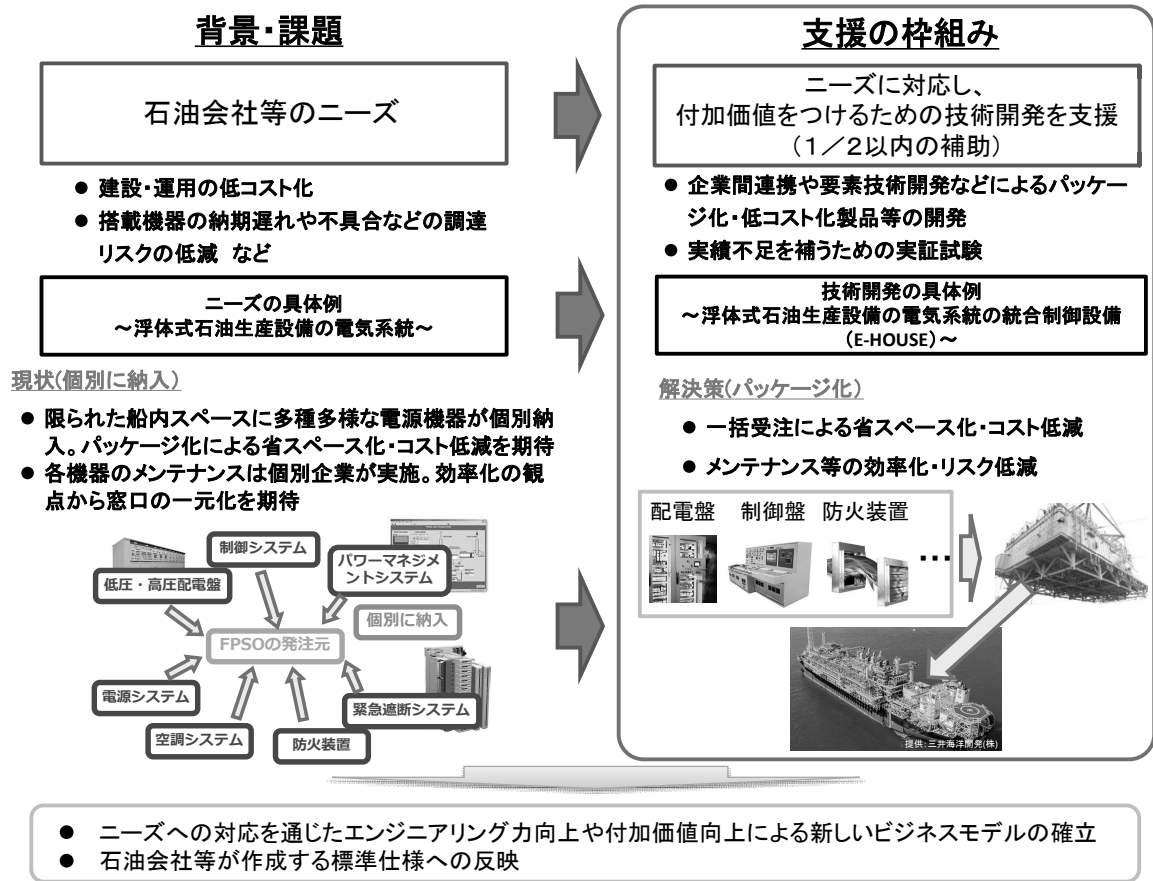 背景・課題
石油会社等のニーズ
● 建設・運用の低コスト化
● 搭載機器の納期遅れや不具合などの調達
リスクの低減 など
ニーズの具体例
～浮体式石油生産設備の電気系統～
現状(個別に納入)
● 限られた船内スペースに多種多様な電源機器が個別納
入。パッケージ化による省スペース化・コスト低減を期待
● 各機器のメンテナンスは個別企業が実施。効率化の観
点から窓口の一元化を期待
制御システム
低圧・高圧配電盤
パワーマネジメ
ントシステム
個別に納入
FPSOの発注元
電源システム
緊急遮断システム
空調システム
防火装置
支援の枠組み
ニーズに対応し、
付加価値をつけるための技術開発を支援
(1／2以内の補助)
● 企業間連携や要素技術開発などによるパッケー
ジ化・低コスト化製品等の開発
● 実績不足を補うための実証試験
技術開発の具体例
～浮体式石油生産設備の電気系統の統合制御設備
(E-HOUSE)～
解決策(パッケージ化)
● 一括受注による省スペース化・コスト低減
● メンテナンス等の効率化・リスク低減
配電盤 制御盤 防火装置
…
提供:三井海洋開発(株)
● ニーズへの対応を通じたエンジニアリング力向上や付加価値向上による新しいビジネスモデルの確立
● 石油会社等が作成する標準仕様への反映